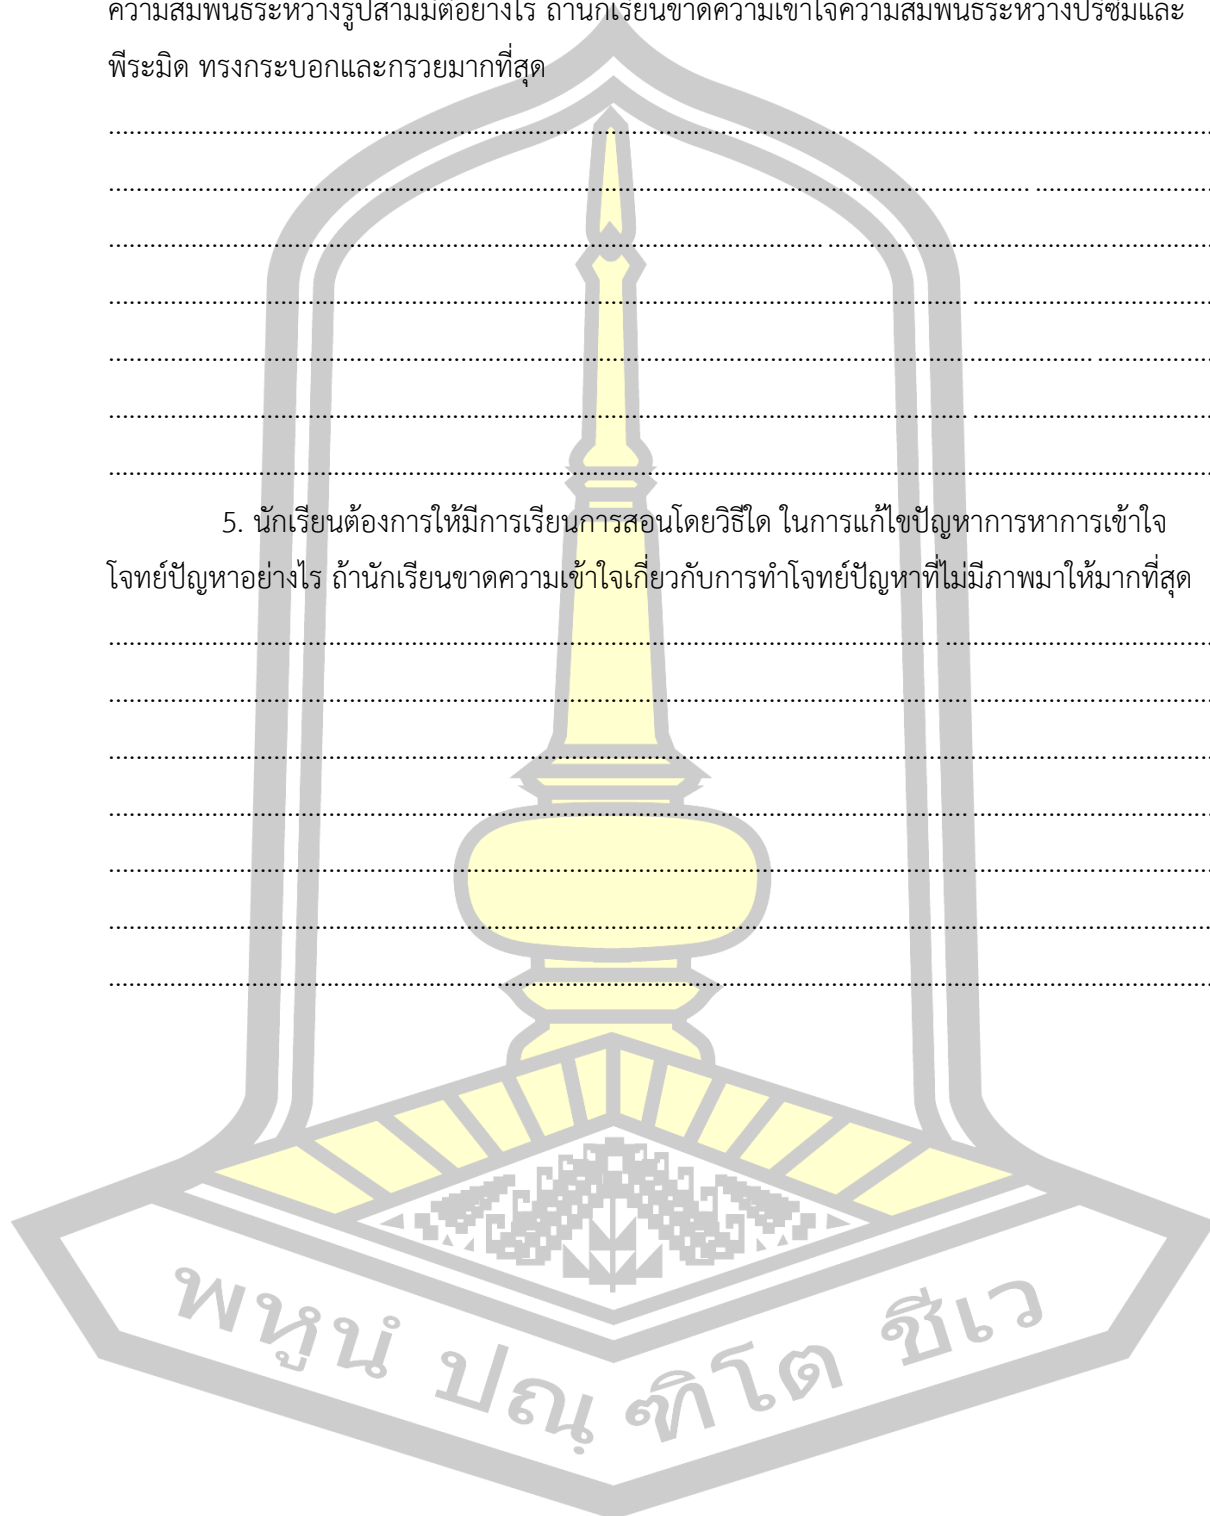 ความสัมพันธ์ระหว่างรูปสามมิติอย่างไร ถ้านักเรียนขาดความเข้าใจความสัมพันธ์ระหว่างปริซึมและ
พีระมิด ทรงกระบอกและกรวยมากที่สุด
5. นักเรียนต้องการให้มีการเรียนการสอนโดยวิธีใด ในการแก้ไขปัญหาการหาการเข้าใจ
โจทย์ปัญหาอย่างไร ถ้านักเรียนขาดความเข้าใจเกี่ยวกับการทำโจทย์ปัญหาที่ไม่มีภาพมาให้มากที่สุด
พหูนํ ปณฺฑิโต ชีเว